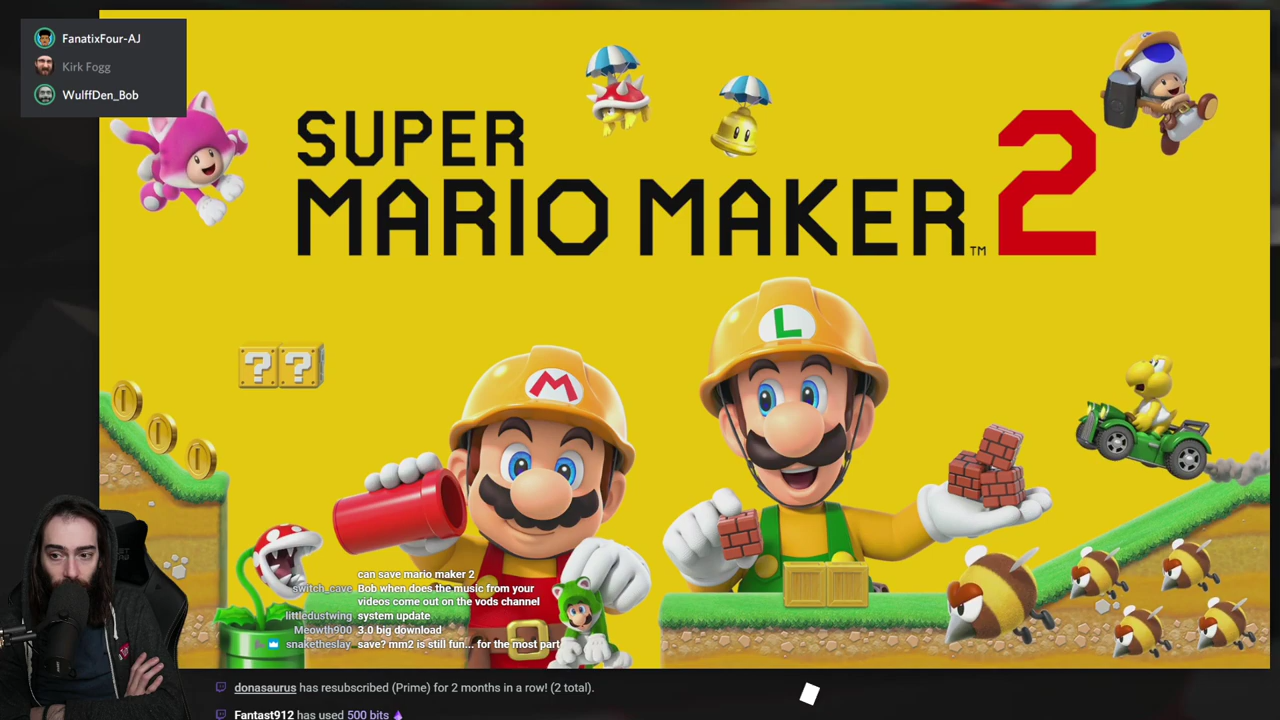 FanatixFour-AJ
Kirk Fogg
WulffDen_Bob
SUPER
MARIO MAKER 2
TM
L
M
? ?
can save mario maker 2
switch_cave Bob when does the music from your
videos come out on the vods channel
littledustwing system update
Meowth900 3.0 big download
snaketheslay save? mm2 is still fun... for the most part
donasaurus has resubscribed (Prime) for 2 months in a row! (2 total).
Fantast912 has used 500 bits